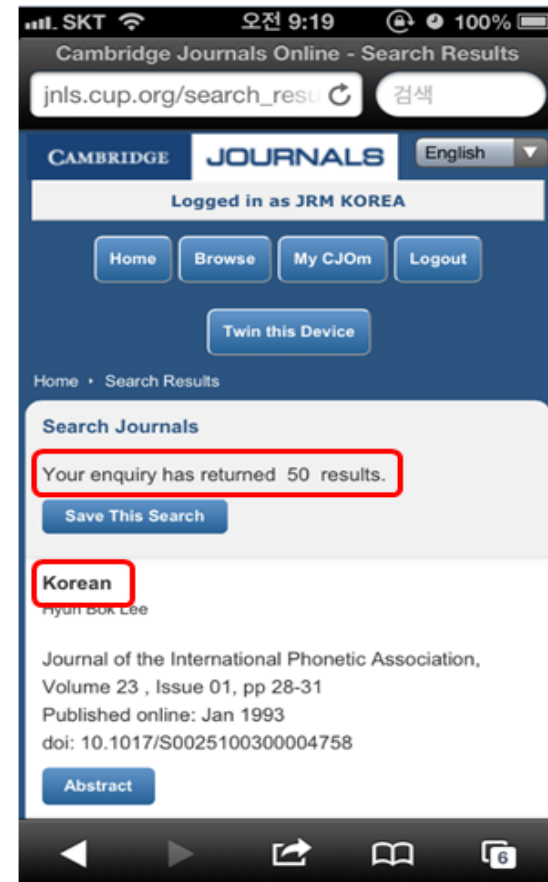 SKT 오전 9:19 100%
Cambridge Journals Online - Search Results
jnls.cup.org/search_resu 검색
CAMBRIDGE JOURNALS English
Logged in as JRM KOREA
Home Browse My CJOm Logout
Twin this Device
Home • Search Results
Search Journals
Your enquiry has returned 50 results.
Save This Search
Korean
Hyun Bok Lee
Journal of the International Phonetic Association,
Volume 23 , Issue 01, pp 28-31
Published online: Jan 1993
doi: 10.1017/S0025100300004758
Abstract
6